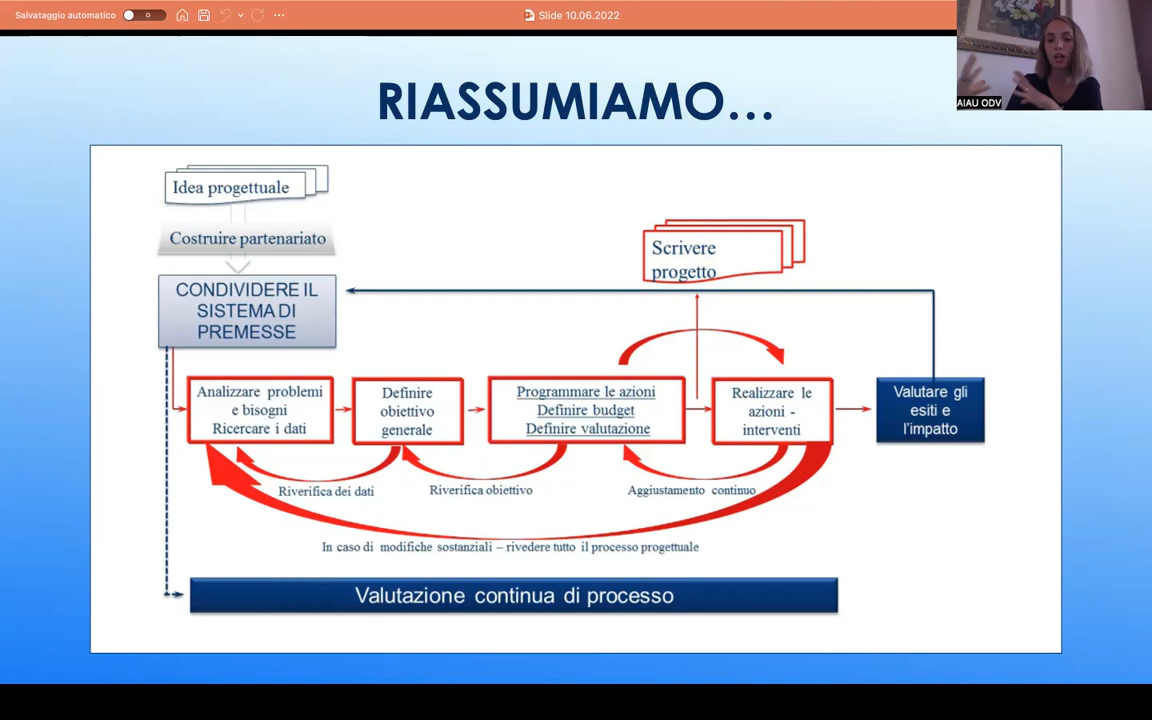 Salvataggio automatico
Slide 10.06.2022
AIAU ODV
RIASSUMIAMO...
Idea progettuale
Costruire partenariato
CONDIVIDERE IL
SISTEMA DI
PREMESSE
Scrivere
progetto
Analizzare problemi
e bisogni
Ricercare i dati
Definire
obiettivo
generale
Programmare le azioni
Definire budget
Definire valutazione
Realizzare le
azioni -
interventi
Valutare gli
esiti e
l'impatto
Riverifica dei dati
Riverifica obiettivo
Aggiustamento continuo
In caso di modifiche sostanziali – rivedere tutto il processo progettuale
Valutazione continua di processo